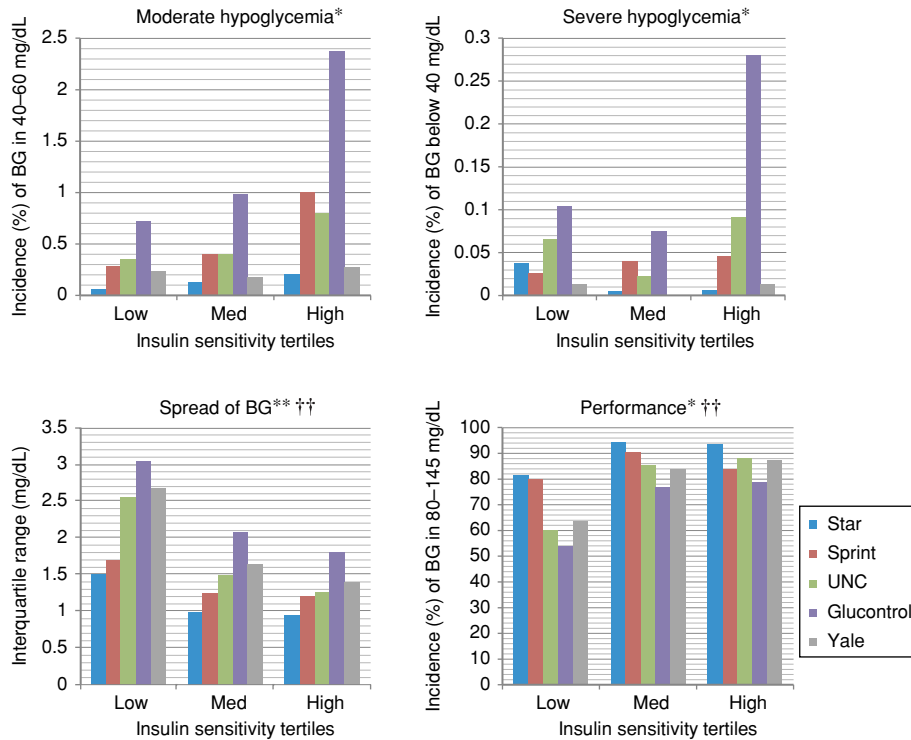 Moderate hypoglycemia*
Incidence (%) of BG in 40–60 mg/dL
2.5
2
1.5
1
0.5
0
Low Med High
Insulin sensitivity tertiles
Severe hypoglycemia*
Incidence (%) of BG below 40 mg/dL
0.3
0.25
0.2
0.15
0.1
0.05
0
Low Med High
Insulin sensitivity tertiles
Spread of BG** ††
Interquartile range (mg/dL)
3.5
3
2.5
2
1.5
1
0.5
0
Low Med High
Insulin sensitivity tertiles
Performance* ††
Incidence (%) of BG in 80–145 mg/dL
100
90
80
70
60
50
40
30
20
10
0
Low Med High
Insulin sensitivity tertiles
Star
Sprint
UNC
Glucontrol
Yale